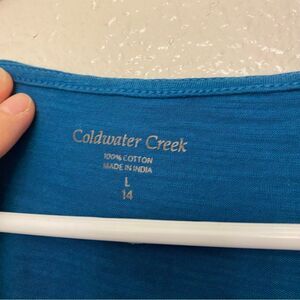 Coldwater Creek
100% COTTON
MADE IN INDIA
L
14